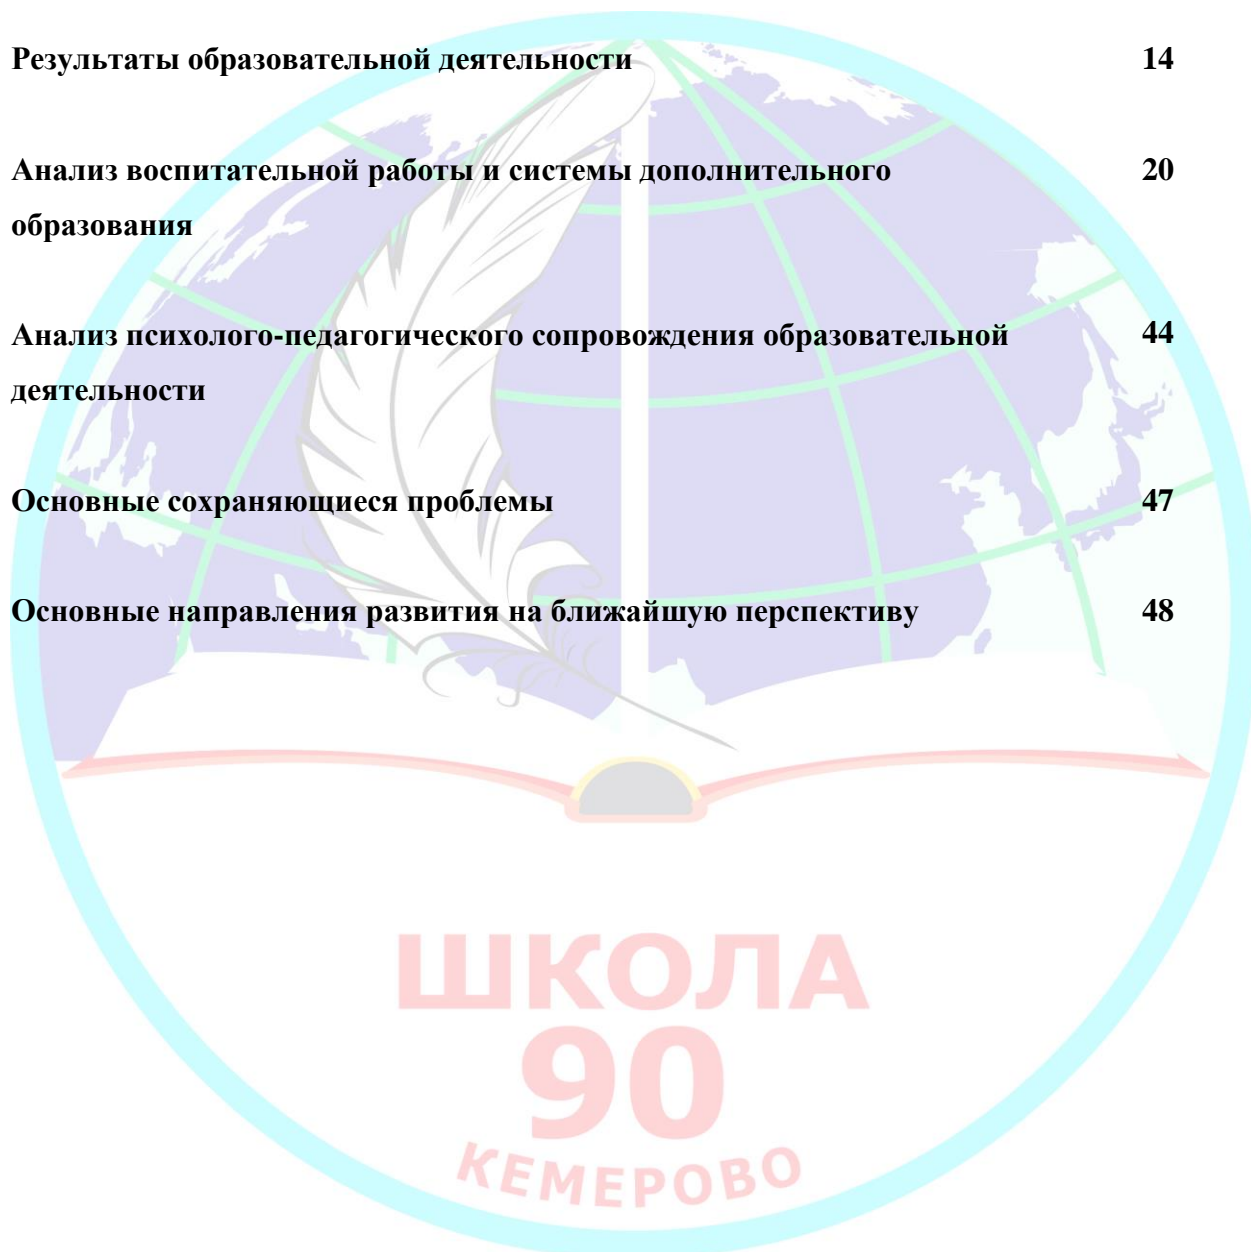 Результаты образовательной деятельности 14
Анализ воспитательной работы и системы дополнительного 20
образования
Анализ психолого-педагогического сопровождения образовательной 44
деятельности
Основные сохраняющиеся проблемы 47
Основные направления развития на ближайшую перспективу 48
ШКОЛА
90
КЕМЕРОВО